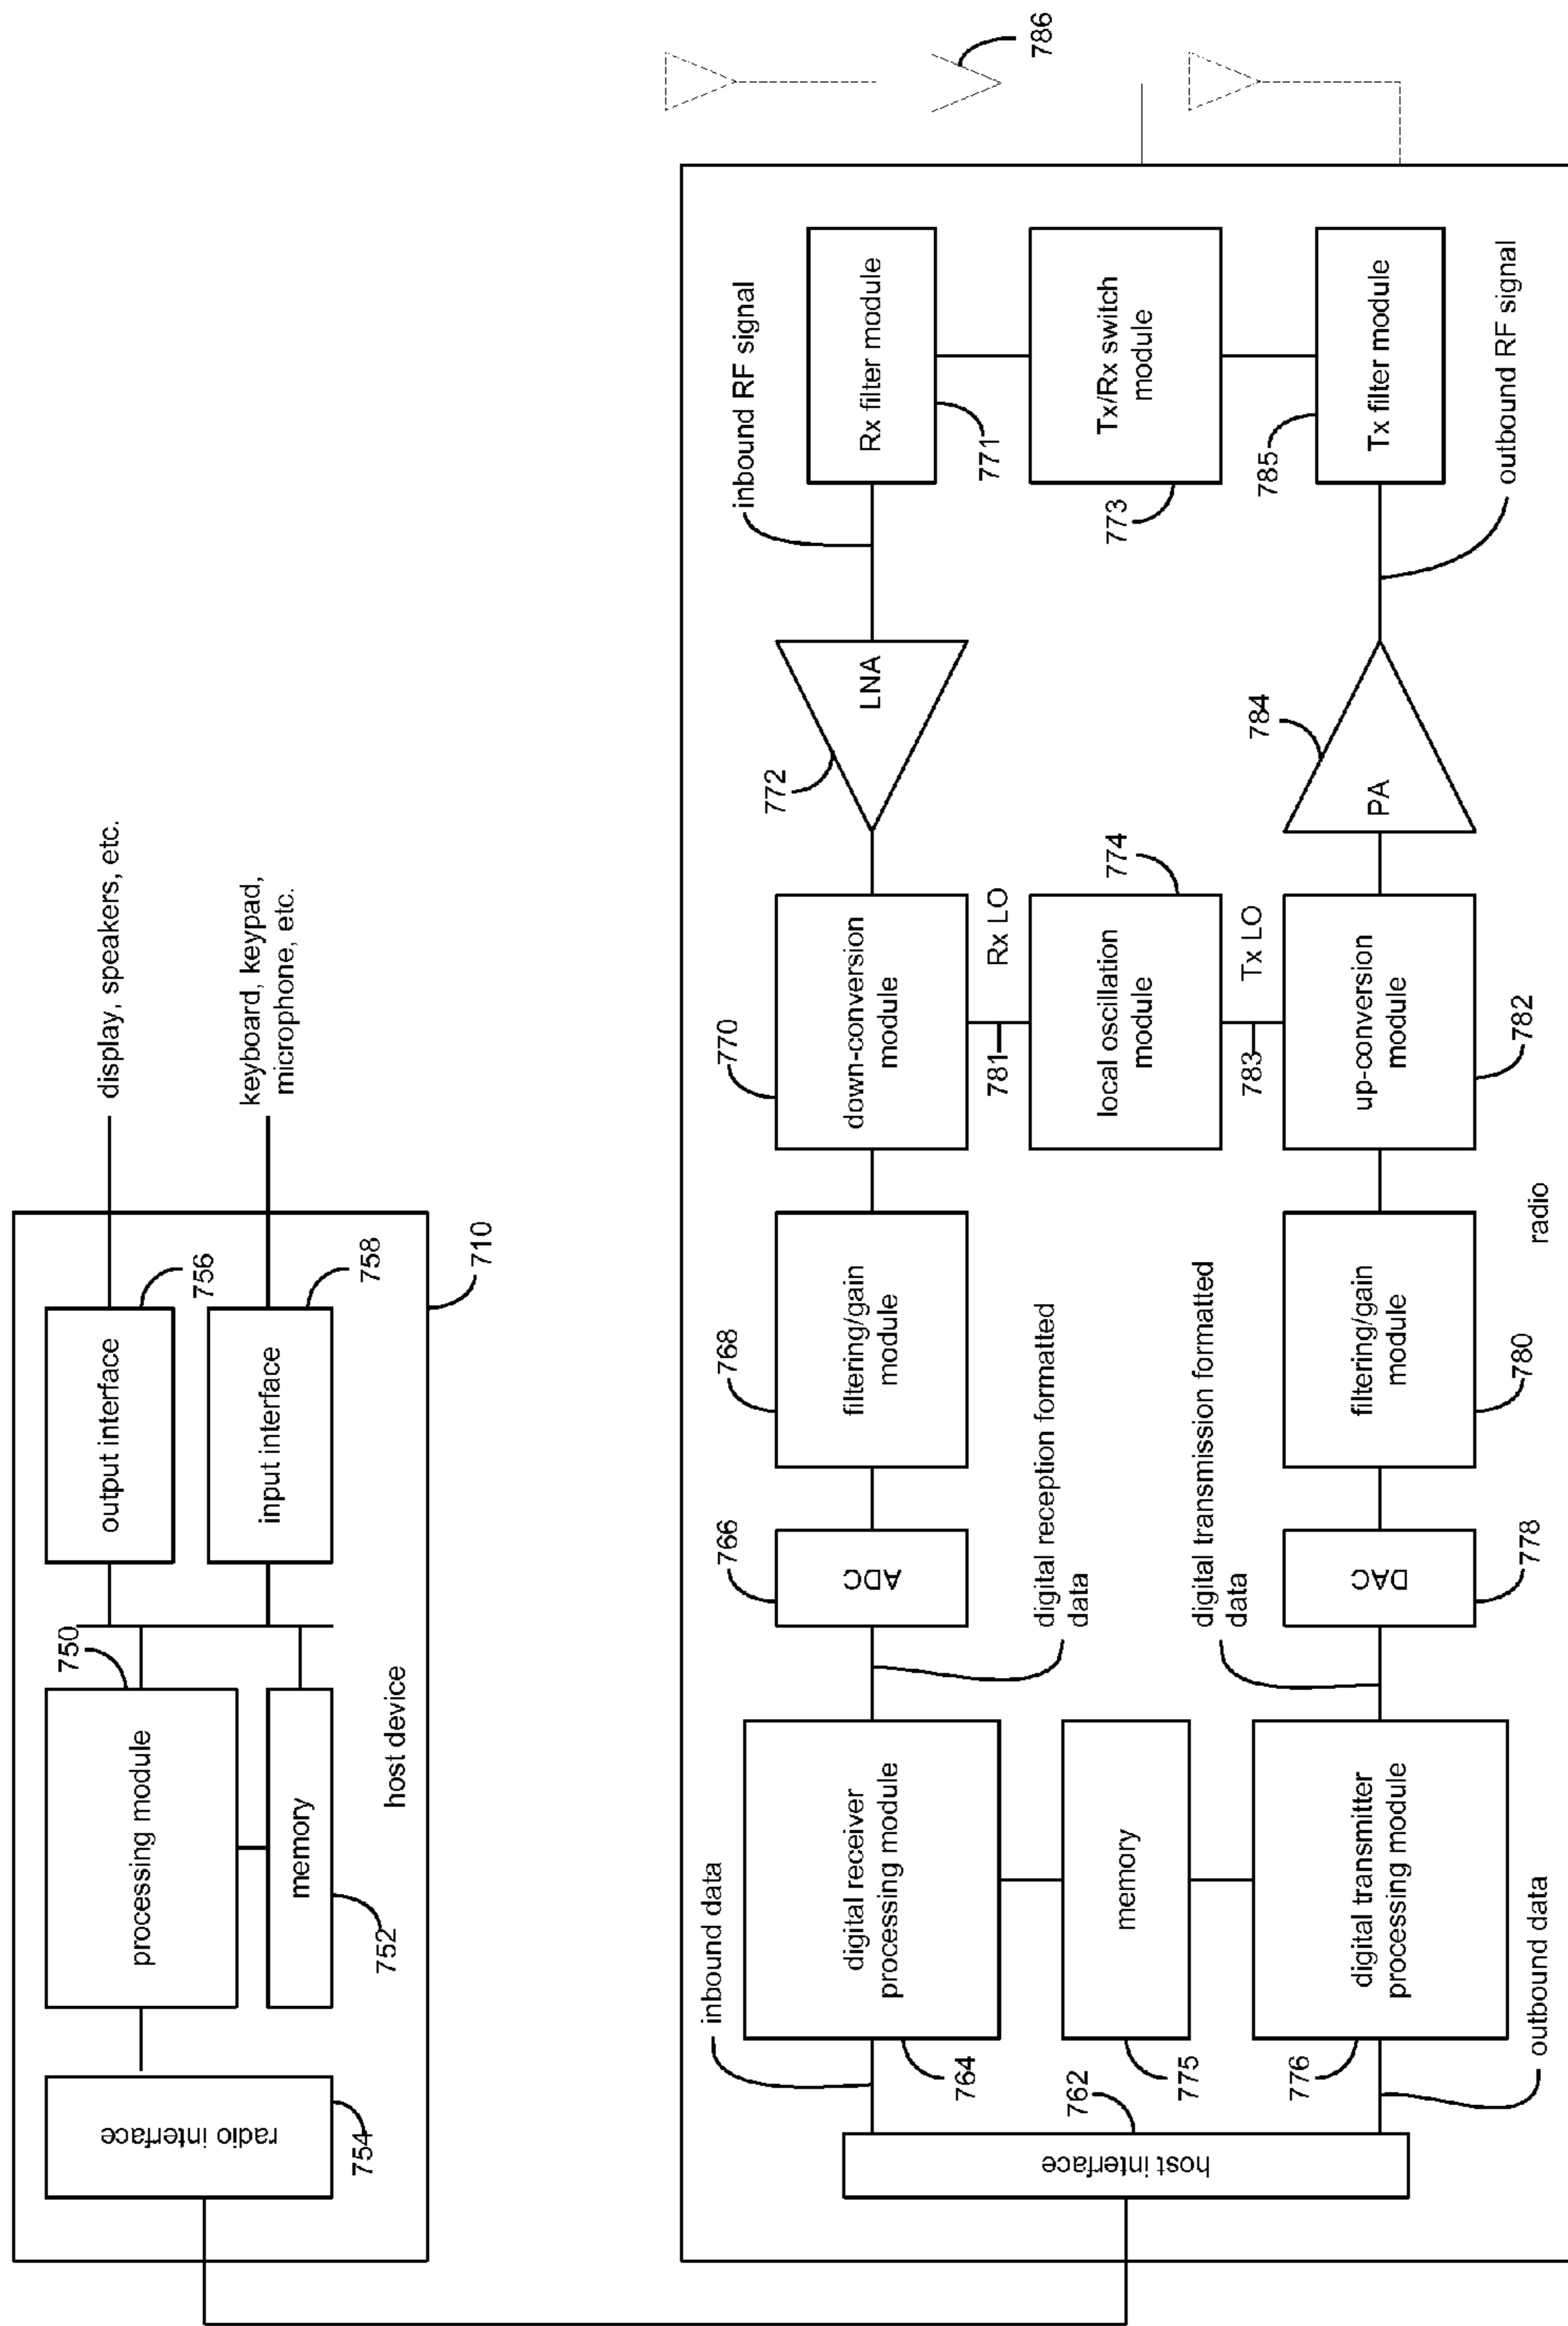 display, speakers, etc.
keyboard, keypad,
microphone, etc.
radio interface
754
processing module
750
memory
752
output interface
756
input interface
758
host device
710
host interface
762
inbound data
digital receiver
processing module
764
memory
775
digital transmitter
processing module
776
outbound data
digital reception formatted
data
digital transmission formatted
data
ADC
766
DAC
778
filtering/gain
module
768
filtering/gain
module
780
radio
down-conversion
module
770
Rx LO
781
local oscillation
module
774
Tx LO
783
up-conversion
module
782
LNA
772
PA
784
inbound RF signal
Rx filter module
771
Tx/Rx switch
module
773
Tx filter module
785
outbound RF signal
786